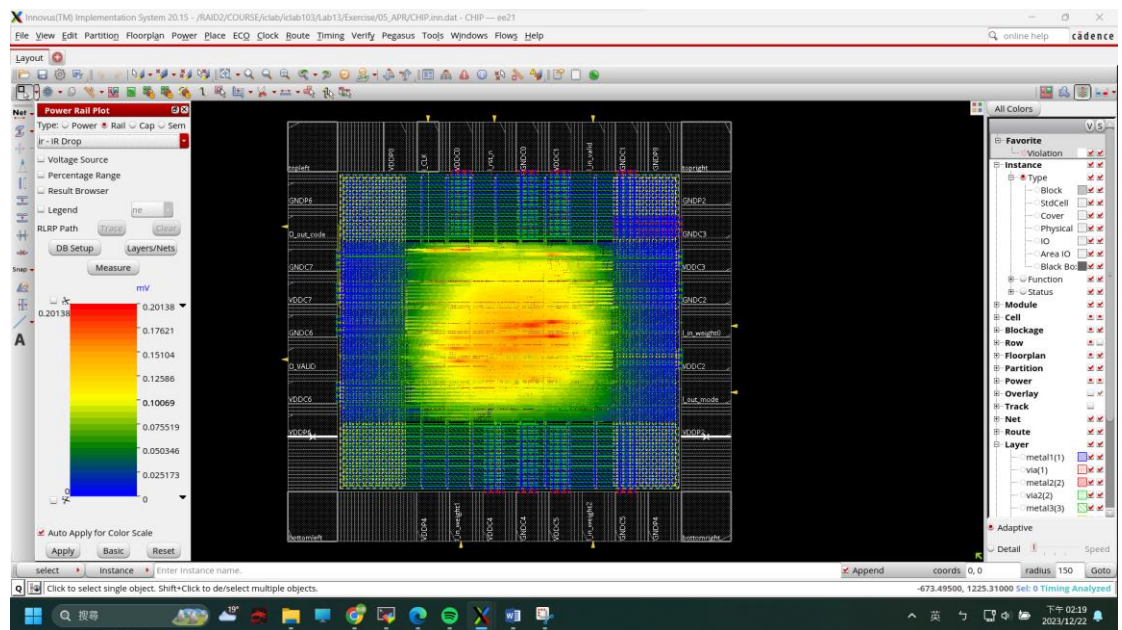 Innovus(TM) Implementation System 20.15 - /RAID2/COURSE/iclab/iclab103/Lab13/Exercise/05_APR/CHIP.inn.dat - CHIP — ee21
File View Edit Partition Floorplan Power Place ECO Clock Route Timing Verify Pegasus Tools Windows Flows Help
online help
cādence
Layout
Net
Power Rail Plot
Type: Power Rail Cap Sem
ir - IR Drop
Voltage Source
Percentage Range
Result Browser
Legend
ne
RLRP Path Trace Clear
DB Setup Layers/Nets
Measure
Snap
mV
0.20138
0.20138
0.17621
0.15104
0.12586
0.10069
0.075519
0.050346
0.025173
0
0
A
Auto Apply for Color Scale
Apply Basic Reset
topleft
VDDP0
I_CLK
VDDC0
I_rst_n
GNDC0
VDDC1
I_in_valid
GNDC1
GNDP0
topright
GNDP6
O_out_code
GNDC7
VDDC7
GNDC6
O_VALID
VDDC6
VDDP6
GNDP2
GNDC3
VDDC3
GNDC2
I_in_weight0
VDDC2
I_out_mode
VDDP2
bottomleft
VDDP4
I_in_weight1
VDDC4
GNDC4
VDDC5
I_in_weight2
GNDC5
GNDP4
bottomright
All Colors
V S
Favorite
Violation
Instance
Type
Block
StdCell
Cover
Physical
IO
Area IO
Black Bo
Function
Status
Module
Cell
Blockage
Row
Floorplan
Partition
Power
Overlay
Track
Net
Route
Layer
metal1(1)
via(1)
metal2(2)
via2(2)
metal3(3)
Adaptive
Detail Speed
select Instance Enter Instance name.
Append coords 0, 0 radius 150 Goto
Q Click to select single object. Shift+Click to de/select multiple objects.
-673.49500, 1225.31000 Sel: 0 Timing Analyzed
搜尋
19°
英
下午 02:19
2023/12/22